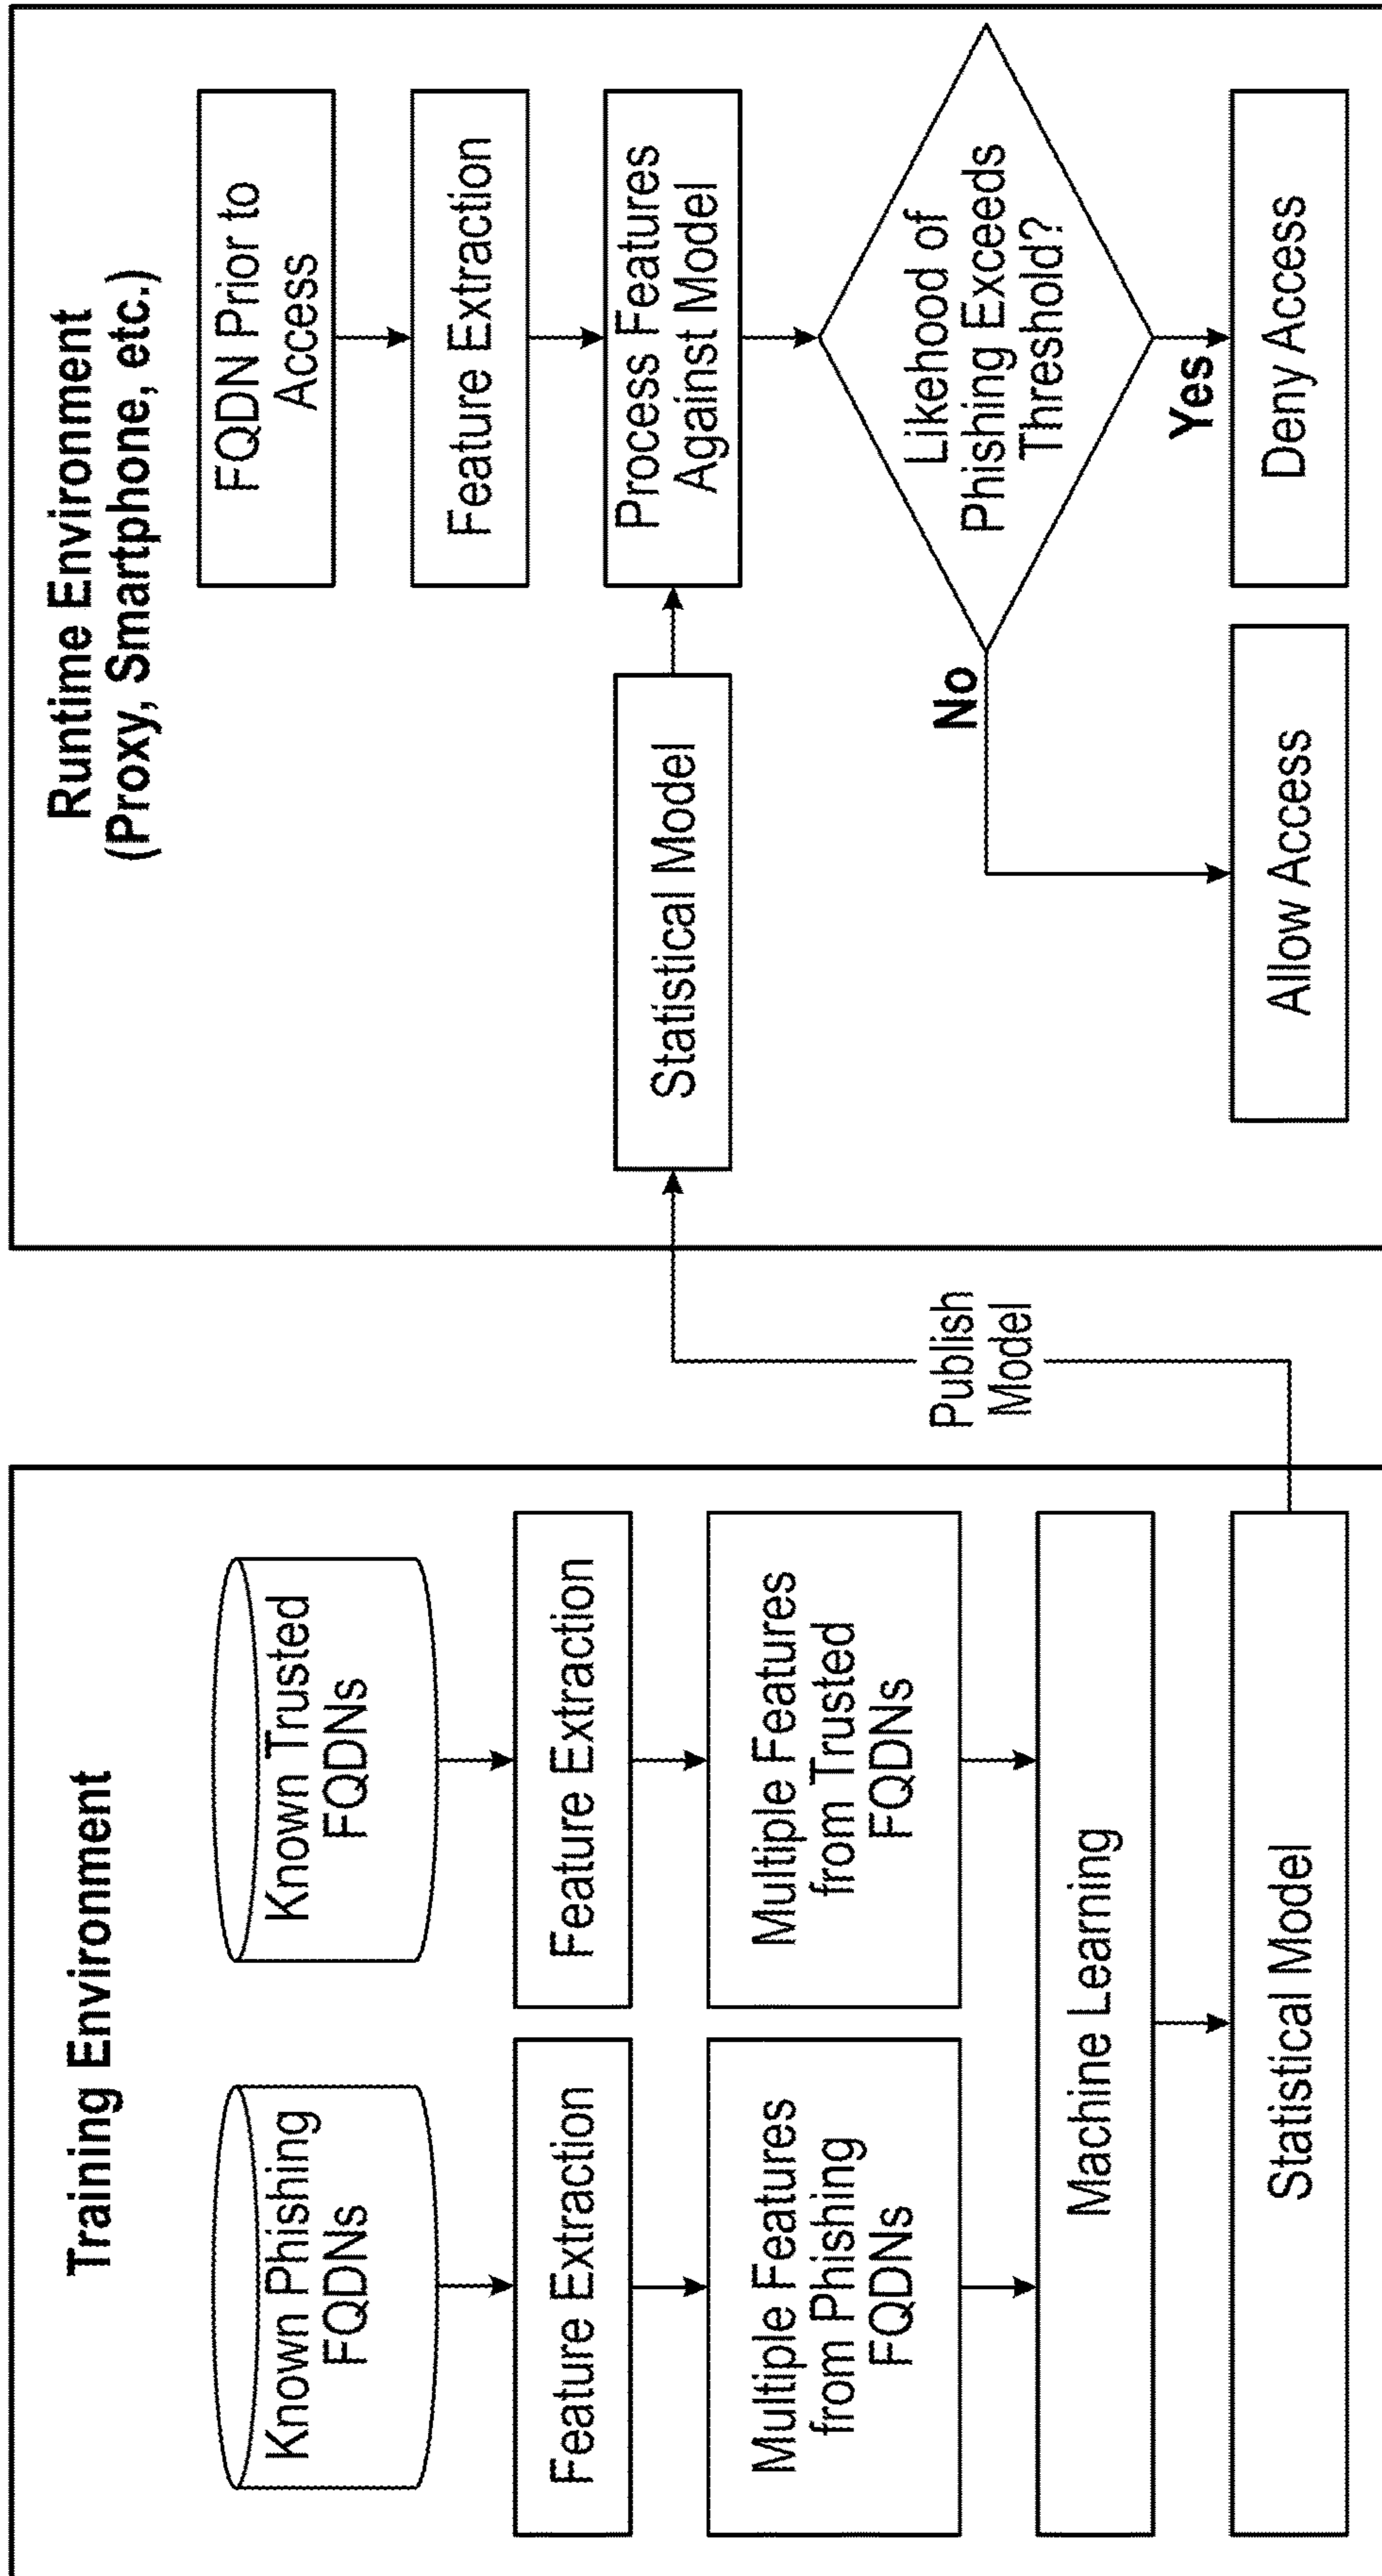 Training Environment
Known Phishing
FQDNs
Known Trusted
FQDNs
Feature Extraction
Feature Extraction
Multiple Features
from Phishing
FQDNs
Multiple Features
from Trusted
FQDNs
Machine Learning
Statistical Model
Publish
Model
Runtime Environment
(Proxy, Smartphone, etc.)
FQDN Prior to
Access
Feature Extraction
Statistical Model
Process Features
Against Model
Likehood of
Phishing Exceeds
Threshold?
No
Yes
Allow Access
Deny Access